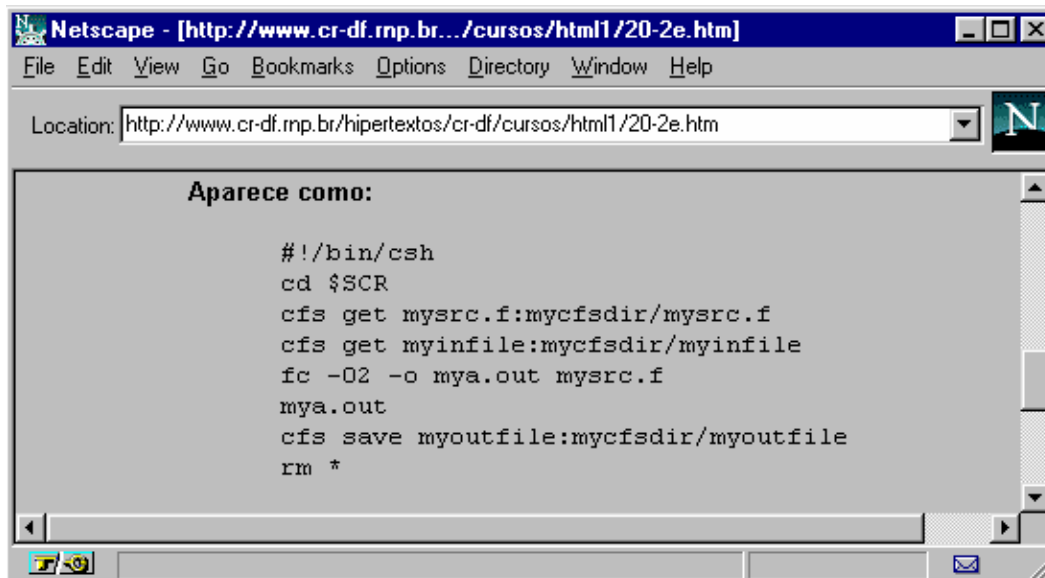 Netscape - [http://www.cr-df.rnp.br.../cursos/html1/20-2e.htm]
File Edit View Go Bookmarks Options Directory Window Help
Location: http://www.cr-df.rnp.br/hipertextos/cr-df/cursos/html1/20-2e.htm
N
Aparece como:
#!/bin/csh
cd $SCR
cfs get mysrc.f:mycfsdir/mysrc.f
cfs get myinfile:mycfsdir/myinfile
fc -O2 -o mya.out mysrc.f
mya.out
cfs save myoutfile:mycfsdir/myoutfile
rm *